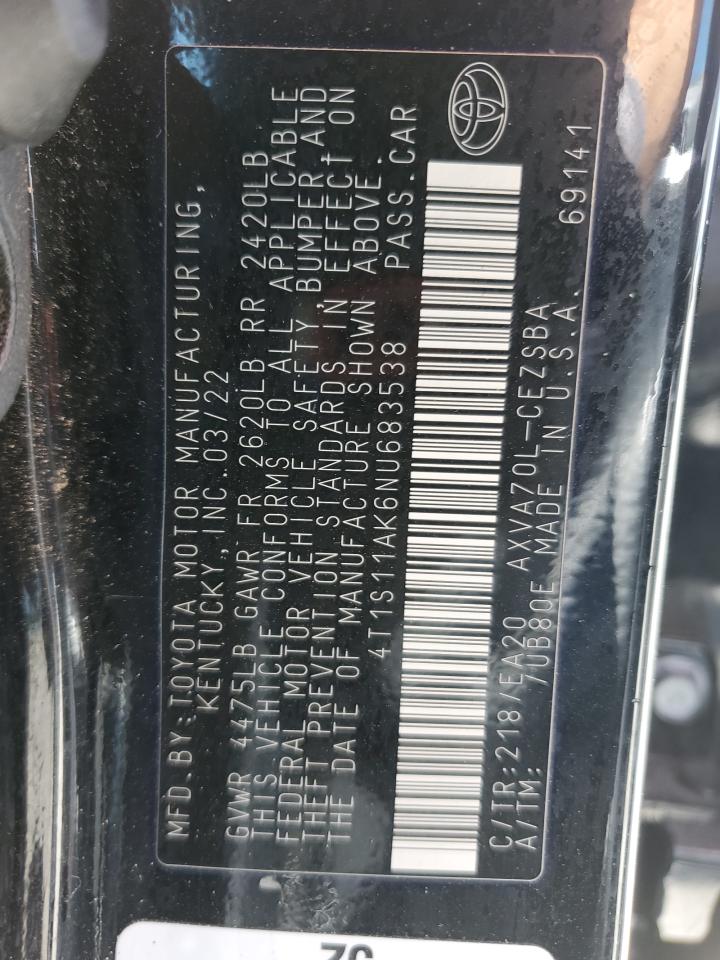 MFD.BY:TOYOTA MOTOR MANUFACTURING,
KENTUCKY, INC. 03/22
GVWR 4475LB GAWR FR 2620LB RR 2420LB
THIS VEHICLE CONFORMS TO ALL APPLICABLE
FEDERAL MOTOR VEHICLE SAFETY, BUMPER, AND
THEFT PREVENTION STANDARDS IN EFFECT ON
THE DATE OF MANUFACTURE SHOWN ABOVE.
4T1S11AK6NU683538 PASS.CAR
C/TR:218/EA20 AXVA70L-CEZSBA
A/TM: /UB80E MADE IN U.S.A. 69141